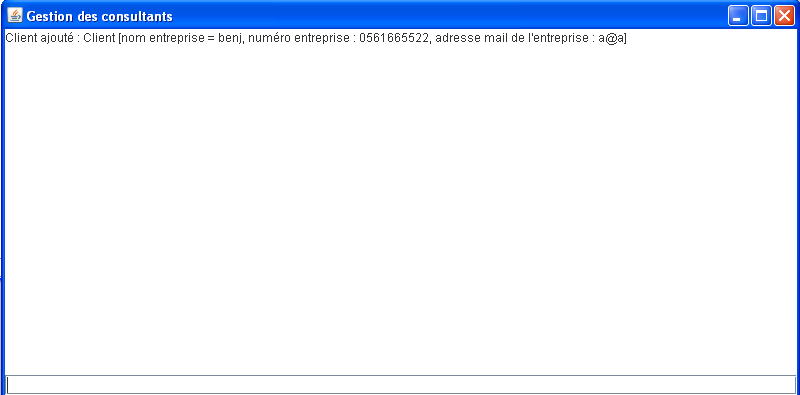 Gestion des consultants
Client ajouté : Client [nom entreprise = benj, numéro entreprise : 0561665522, adresse mail de l'entreprise : a@a]